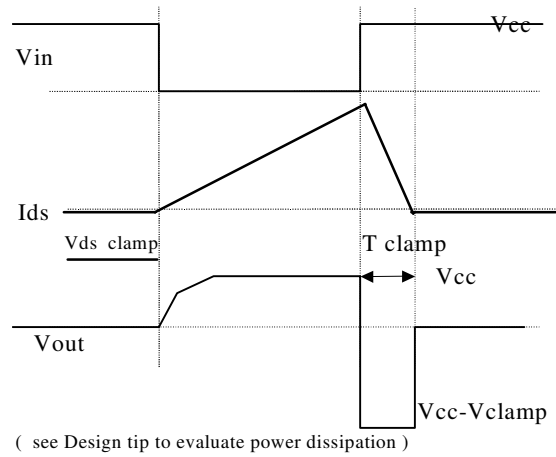 Vcc
Vin
Ids
Vds clamp
T clamp
Vcc
Vout
Vcc-Vclamp
( see Design tip to evaluate power dissipation )